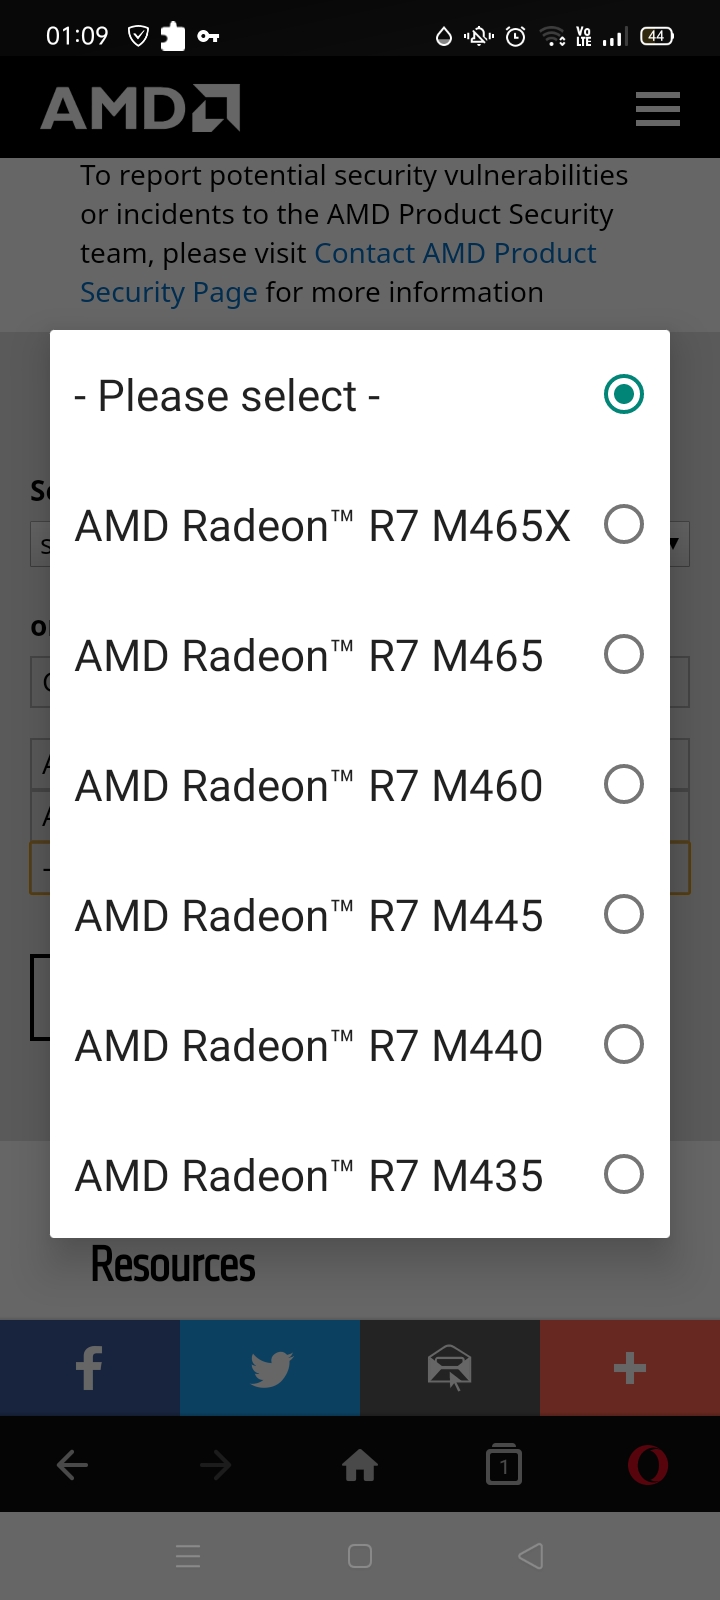 01:09
Vo
LTE
44
AMD
To report potential security vulnerabilities
or incidents to the AMD Product Security
team, please visit Contact AMD Product
Security Page for more information
- Please select -
AMD Radeon™ R7 M465X
AMD Radeon™ R7 M465
AMD Radeon™ R7 M460
AMD Radeon™ R7 M445
AMD Radeon™ R7 M440
AMD Radeon™ R7 M435
Resources
1